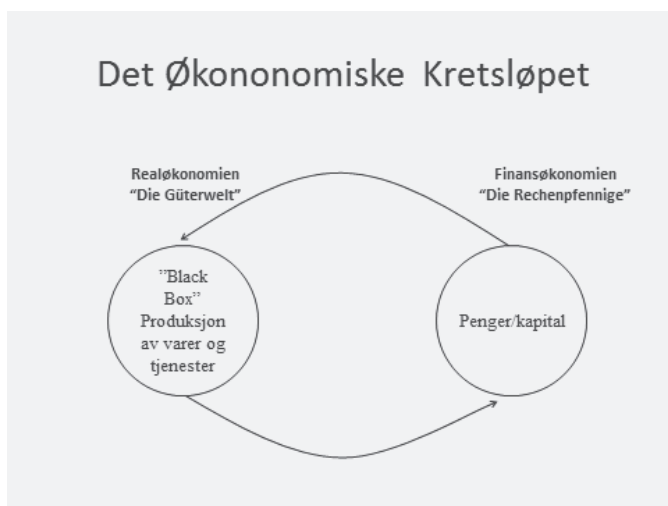 Det Økononomiske Kretsløpet
Realøkonomien
“Die Güterwelt”
Finansøkonomien
“Die Rechenpfennige”
”Black
Box”
Produksjon
av varer og
tjenester
Penger/kapital